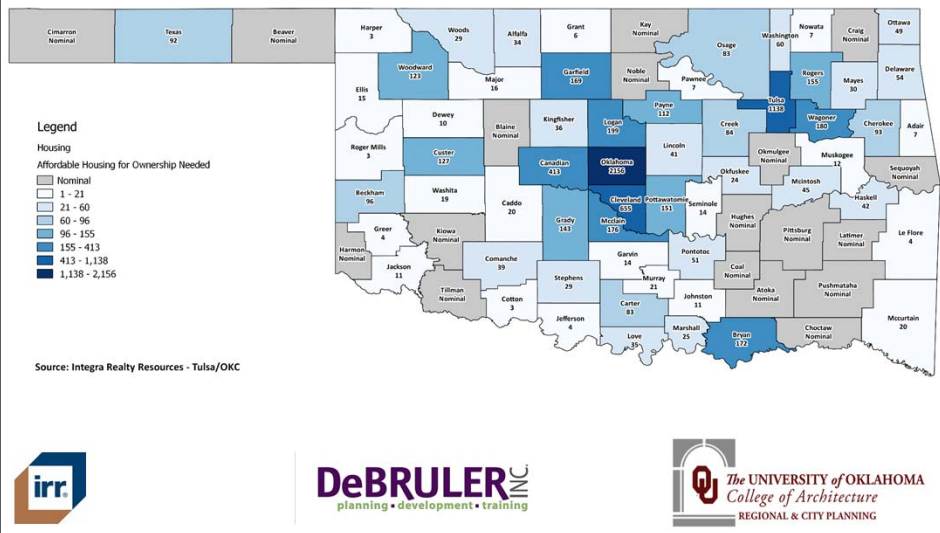 Cimarron
Nominal
Texas
92
Beaver
Nominal
Harper
3
Woods
29
Alfalfa
34
Grant
6
Kay
Nominal
Osage
83
Washington
60
Nowata
7
Craig
Nominal
Ottawa
49
Woodward
123
Major
16
Garfield
169
Noble
Nominal
Pawnee
7
Tulsa
1138
Rogers
155
Mayes
30
Delaware
54
Ellis
15
Dewey
10
Blaine
Nominal
Kingfisher
36
Logan
199
Payne
112
Creek
84
Wagoner
180
Cherokee
93
Adair
7
Roger Mills
3
Custer
127
Canadian
413
Oklahoma
2156
Lincoln
41
Okmulgee
Nominal
Muskogee
12
Sequoyah
Nominal
Okfuskee
24
Mcintosh
45
Haskell
42
Beckham
96
Washita
19
Caddo
20
Cleveland
655
Pottawatomie
151
Seminole
14
Hughes
Nominal
Pittsburg
Nominal
Latimer
Nominal
Le Flore
4
Greer
4
Kiowa
Nominal
Grady
143
Mcclain
176
Harmon
Nominal
Jackson
11
Comanche
39
Garvin
14
Pontotoc
51
Coal
Nominal
Tillman
Nominal
Cotton
3
Stephens
29
Murray
21
Johnston
11
Atoka
Nominal
Pushmataha
Nominal
Jefferson
4
Carter
83
Love
35
Marshall
25
Bryan
172
Choctaw
Nominal
Mccurtain
20
Legend
Housing
Affordable Housing for Ownership Needed
Nominal
1 - 21
21 - 60
60 - 96
96 - 155
155 - 413
413 - 1,138
1,138 - 2,156
Source: Integra Realty Resources - Tulsa/OKC
irr.
DeBRULER INC.
planning • development • training
OU
The UNIVERSITY of OKLAHOMA
College of Architecture
REGIONAL & CITY PLANNING